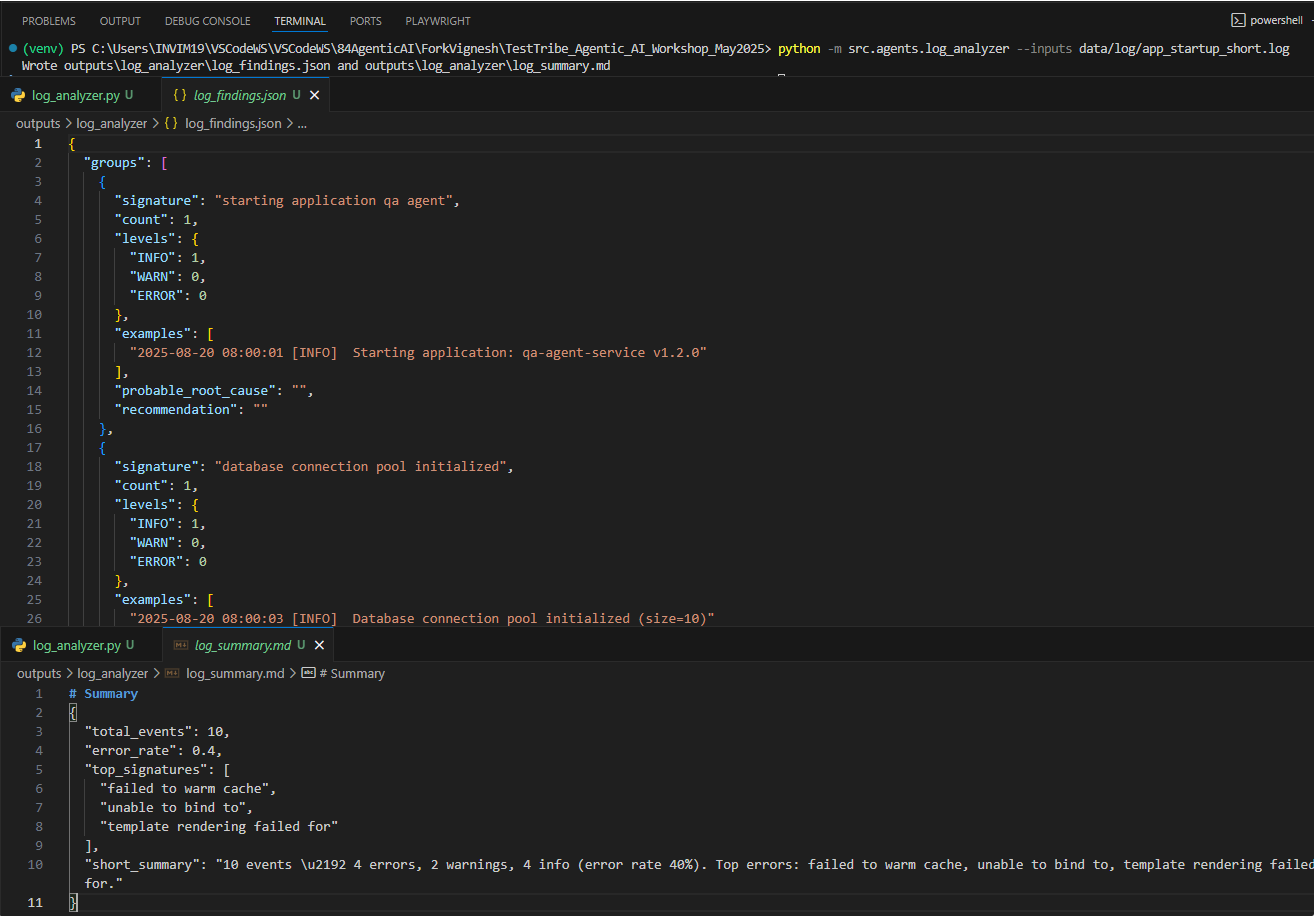 PROBLEMS OUTPUT DEBUG CONSOLE TERMINAL PORTS PLAYWRIGHT powershell
(venv) PS C:\Users\INVIM19\VSCodeWS\VSCodeWS\84AgenticAI\ForkVignesh\TestTribe_Agentic_AI_Workshop_May2025> python -m src.agents.log_analyzer --inputs data/log/app_startup_short.log
Wrote outputs\log_analyzer\log_findings.json and outputs\log_analyzer\log_summary.md
log_analyzer.py U {} log_findings.json U ×
outputs > log_analyzer > {} log_findings.json > ...
1 {
2 "groups": [
3 {
4 "signature": "starting application qa agent",
5 "count": 1,
6 "levels": {
7 "INFO": 1,
8 "WARN": 0,
9 "ERROR": 0
10 },
11 "examples": [
12 "2025-08-20 08:00:01 [INFO]  Starting application: qa-agent-service v1.2.0"
13 ],
14 "probable_root_cause": "",
15 "recommendation": ""
16 },
17 {
18 "signature": "database connection pool initialized",
19 "count": 1,
20 "levels": {
21 "INFO": 1,
22 "WARN": 0,
23 "ERROR": 0
24 },
25 "examples": [
26 "2025-08-20 08:00:03 [INFO]  Database connection pool initialized (size=10)"
log_analyzer.py U log_summary.md U ×
outputs > log_analyzer > log_summary.md > abc # Summary
1 # Summary
2 {
3 "total_events": 10,
4 "error_rate": 0.4,
5 "top_signatures": [
6 "failed to warm cache",
7 "unable to bind to",
8 "template rendering failed for"
9 ],
10 "short_summary": "10 events \u2192 4 errors, 2 warnings, 4 info (error rate 40%). Top errors: failed to warm cache, unable to bind to, template rendering failed
for."
11 }